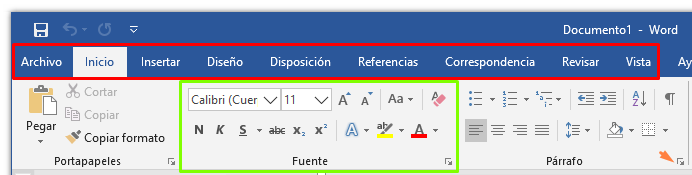 Documento1 - Word
Archivo Inicio Insertar Diseño Disposición Referencias Correspondencia Revisar Vista Ay
Cortar
Copiar
Copiar formato
Pegar
Portapapeles
Calibri (Cuer 11 Aa
N K S abc x₂ x² A A
Fuente
Párrafo